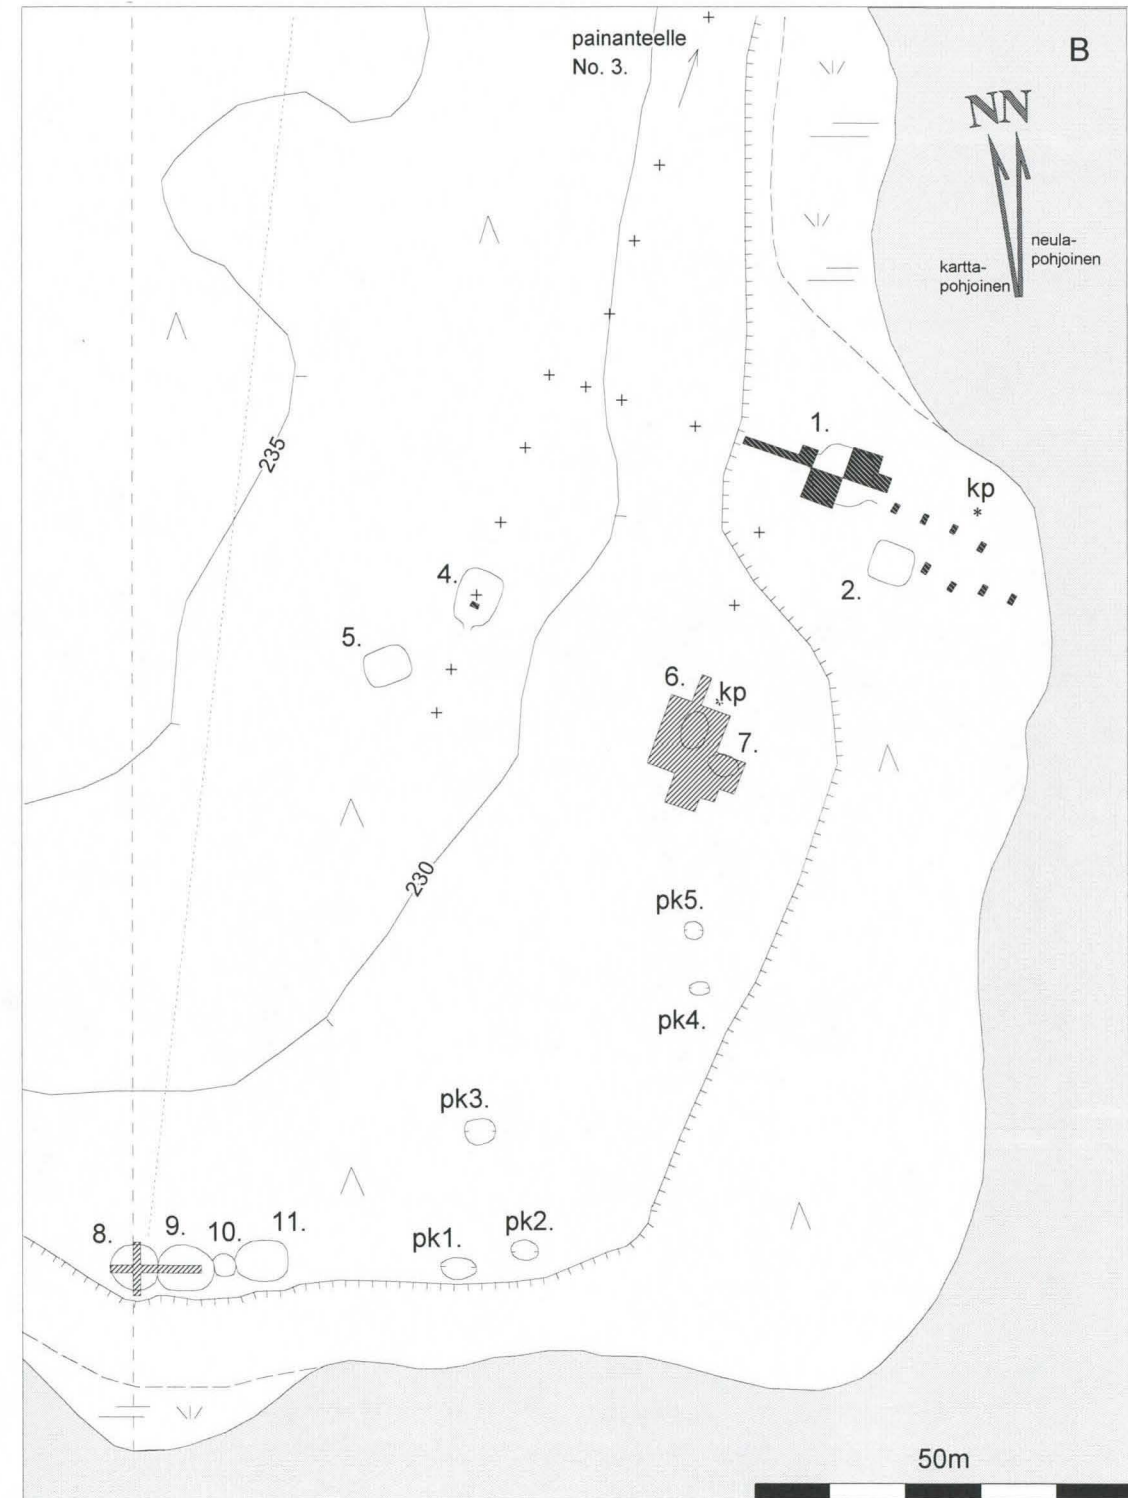 painanteelle
No. 3.
B
NN
neula-
pohjoinen
kartta-
pohjoinen
1.
235
kp
4.
2.
5.
6.
kp
7.
230
pk5.
pk4.
pk3.
8.
9.
10.
11.
pk1.
pk2.
50m